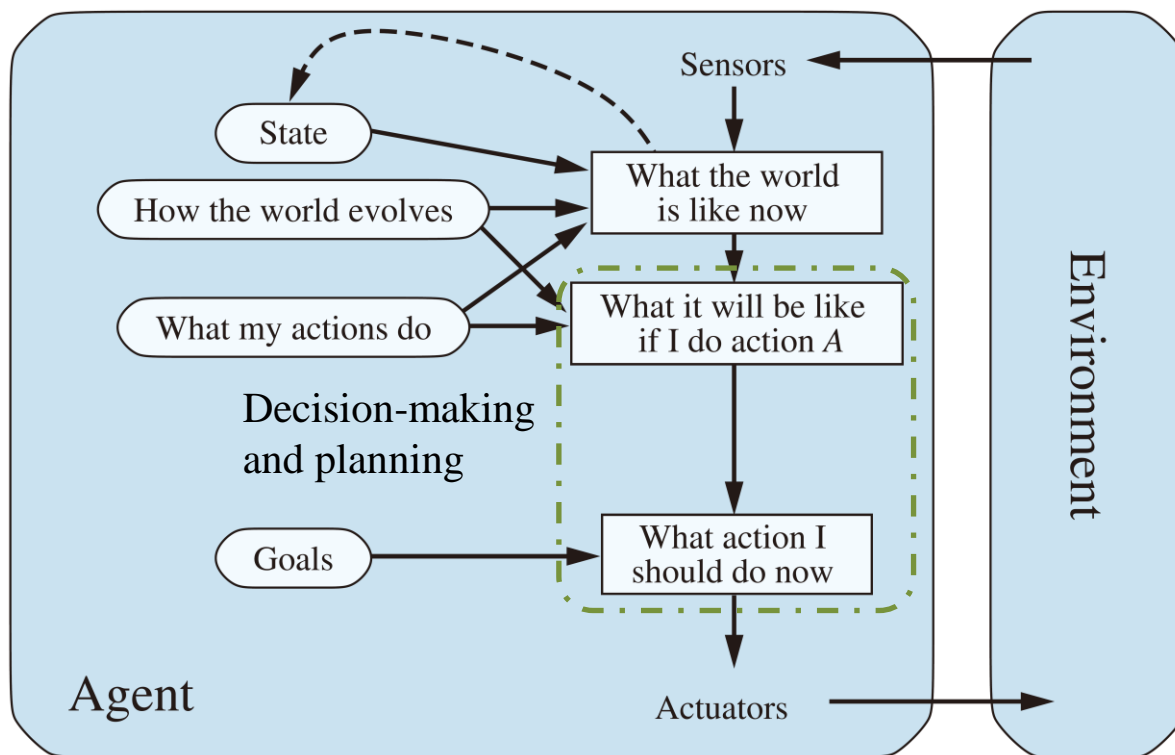 Sensors
State
What the world
is like now
How the world evolves
What it will be like
if I do action A
What my actions do
Decision-making
and planning
What action I
should do now
Goals
Agent
Actuators
Environment